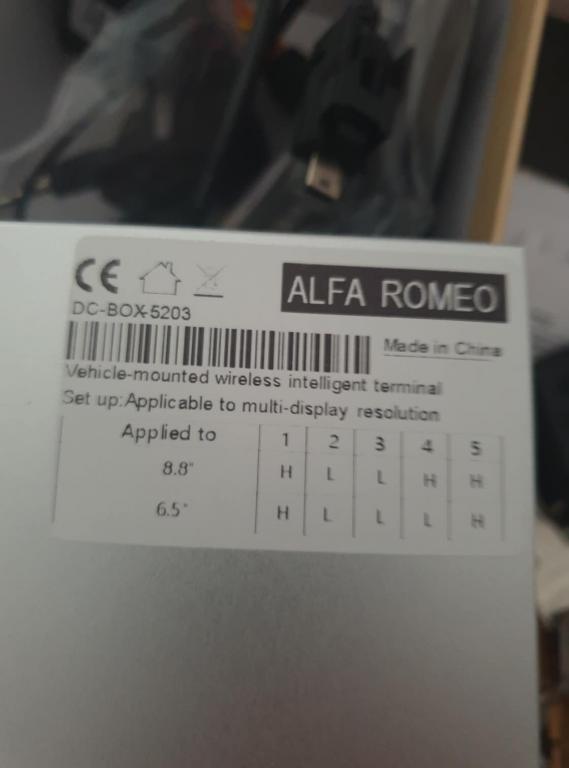 CE
ALFA ROMEO
DC-BOX-5203
Made in China
Vehicle-mounted wireless intelligent terminal
Set up:Applicable to multi-display resolution
Applied to 1 2 3 4 5
8.8" H L L H H
6.5" H L L L H